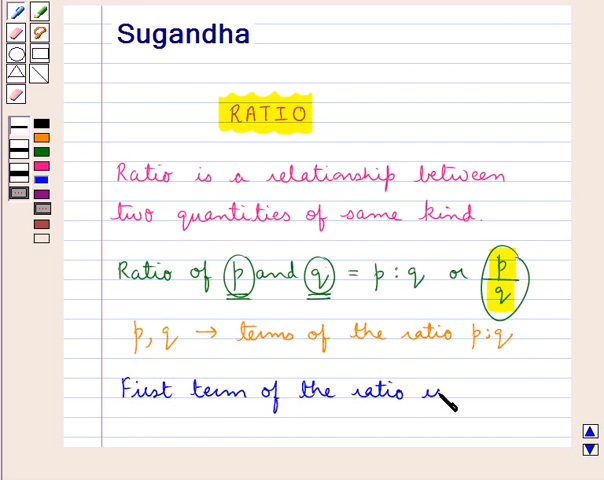 Sugandha
RATIO
Ratio is a relationship between
two quantities of same kind.
Ratio of p and q = p : q or p/q
p, q → terms of the ratio p:q
First term of the ratio